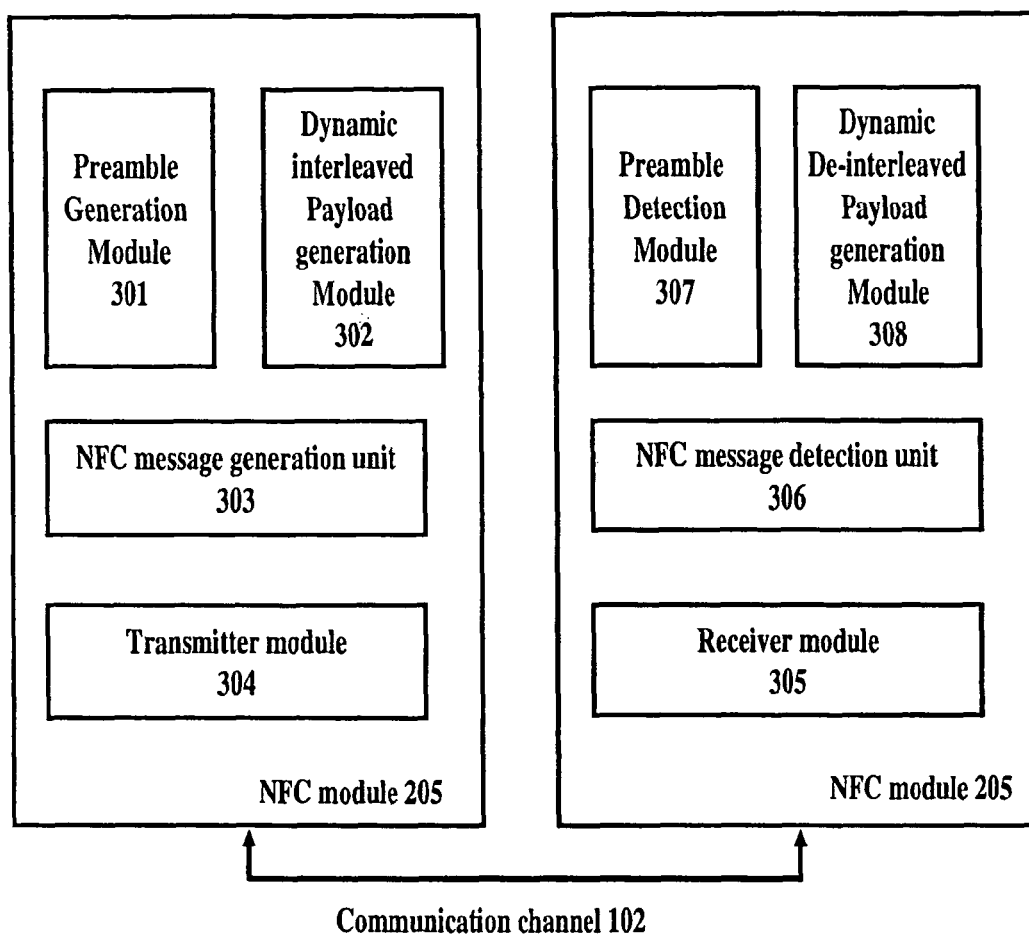 Preamble
Generation
Module
301
Dynamic
interleaved
Payload
generation
Module
302
NFC message generation unit
303
Transmitter module
304
NFC module 205
Preamble
Detection
Module
307
Dynamic
De-interleaved
Payload
generation
Module
308
NFC message detection unit
306
Receiver module
305
NFC module 205
Communication channel 102